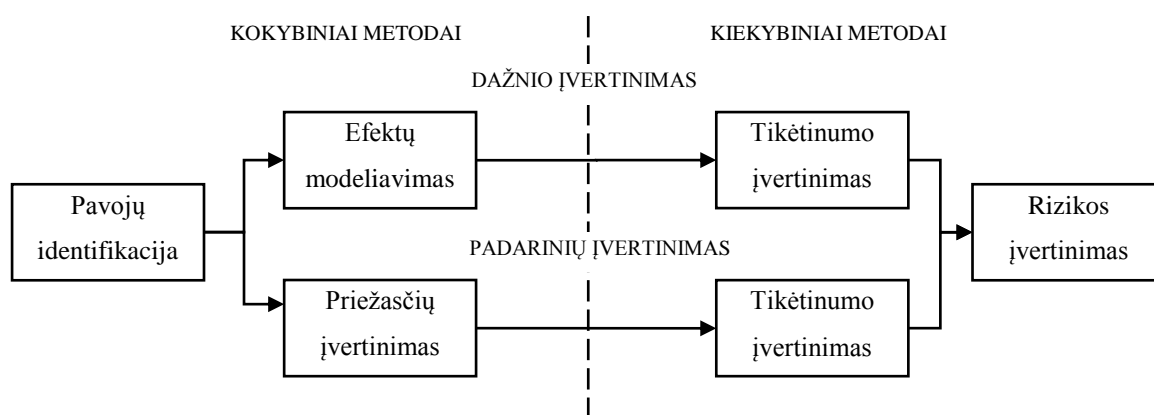 KOKYBINIAI METODAI
KIEKYBINIAI METODAI
DAŽNIO ĮVERTINIMAS
Efektų
modeliavimas
Tikėtinumo
įvertinimas
Pavojų
identifikacija
Rizikos
įvertinimas
PADARINIŲ ĮVERTINIMAS
Priežasčių
įvertinimas
Tikėtinumo
įvertinimas